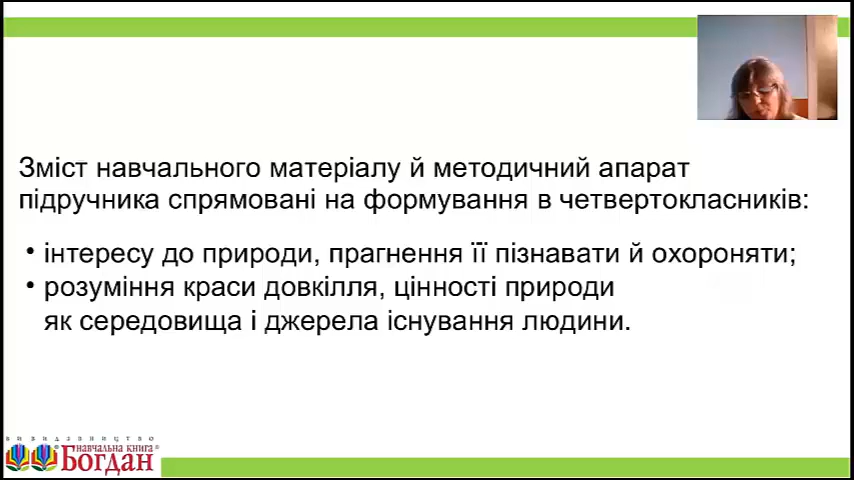 Зміст навчального матеріалу й методичний апарат
підручника спрямовані на формування в четвертокласників:
• інтересу до природи, прагнення її пізнавати й охороняти;
• розуміння краси довкілля, цінності природи
як середовища і джерела існування людини.
видавництво
навчальна книга
Богдан